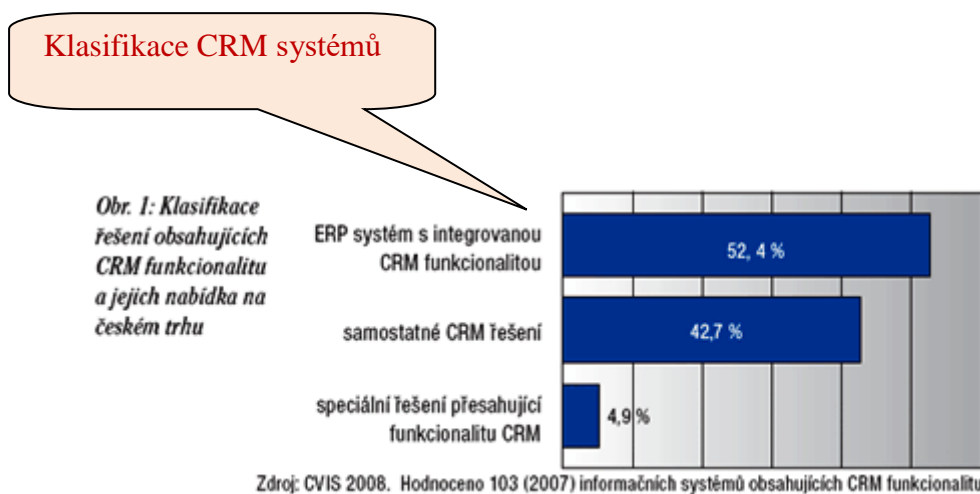 Klasifikace CRM systémů
Obr. 1: Klasifikace
řešení obsahujících
CRM funkcionalitu
a jejich nabídka na
českém trhu
ERP systém s integrovanou
CRM funkcionalitou
52, 4 %
samostatné CRM řešení
42,7 %
speciální řešení přesahující
funkcionalitu CRM
4,9 %
Zdroj: CVIS 2008. Hodnoceno 103 (2007) informačních systémů obsahujících CRM funkcionalitu